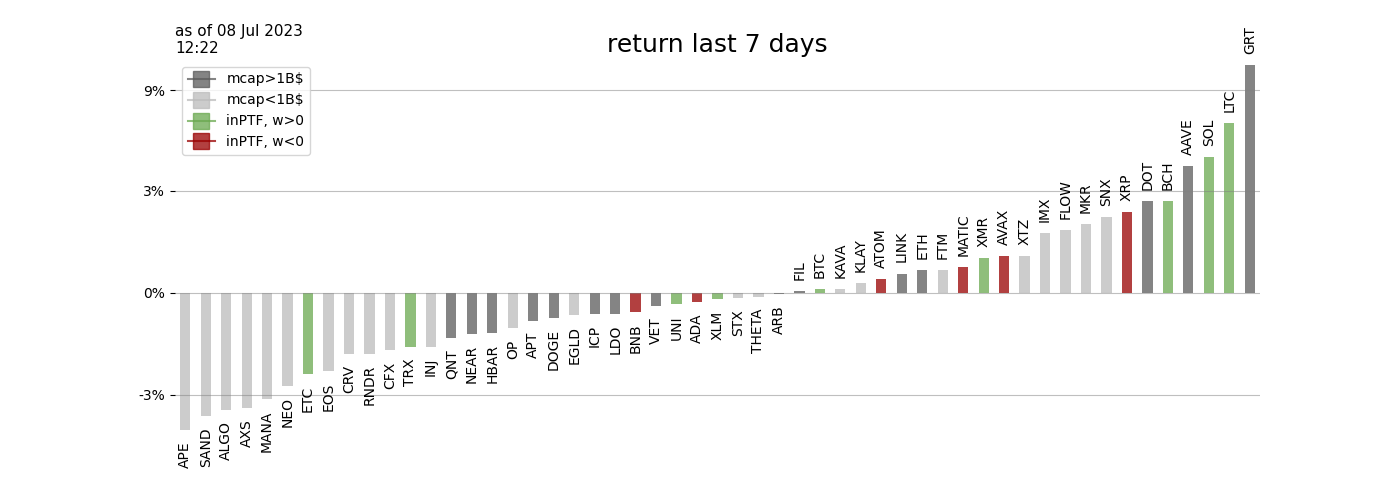 as of 08 Jul 2023
12:22
return last 7 days
mcap>1B$
mcap<1B$
inPTF, w>0
inPTF, w<0
9%
3%
0%
-3%
APE
SAND
ALGO
AXS
MANA
NEO
ETC
EOS
CRV
RNDR
CFX
TRX
INJ
QNT
NEAR
HBAR
OP
APT
DOGE
EGLD
ICP
LDO
BNB
VET
UNI
ADA
XLM
STX
THETA
ARB
FIL
BTC
KAVA
KLAY
ATOM
LINK
ETH
FTM
MATIC
XMR
AVAX
XTZ
IMX
FLOW
MKR
SNX
XRP
DOT
BCH
AAVE
SOL
LTC
GRT